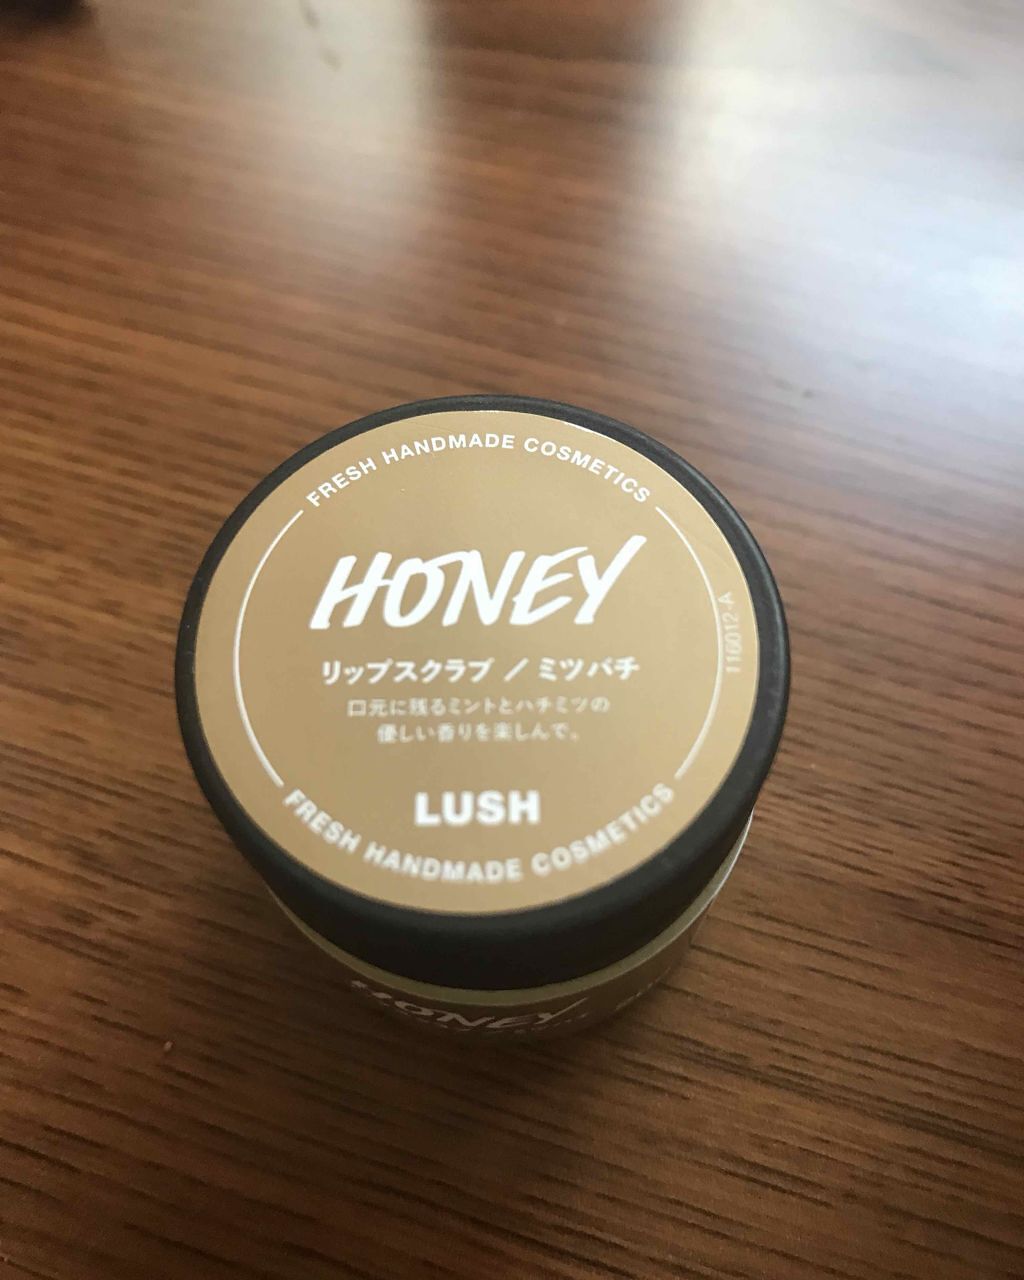 FRESH HANDMADE COSMETICS
HONEY
リップスクラブ / ミツバチ
口元に残るミントとハチミツの
優しい香りを楽しんで。
LUSH
FRESH HANDMADE COSMETICS
116012-A
HONEY